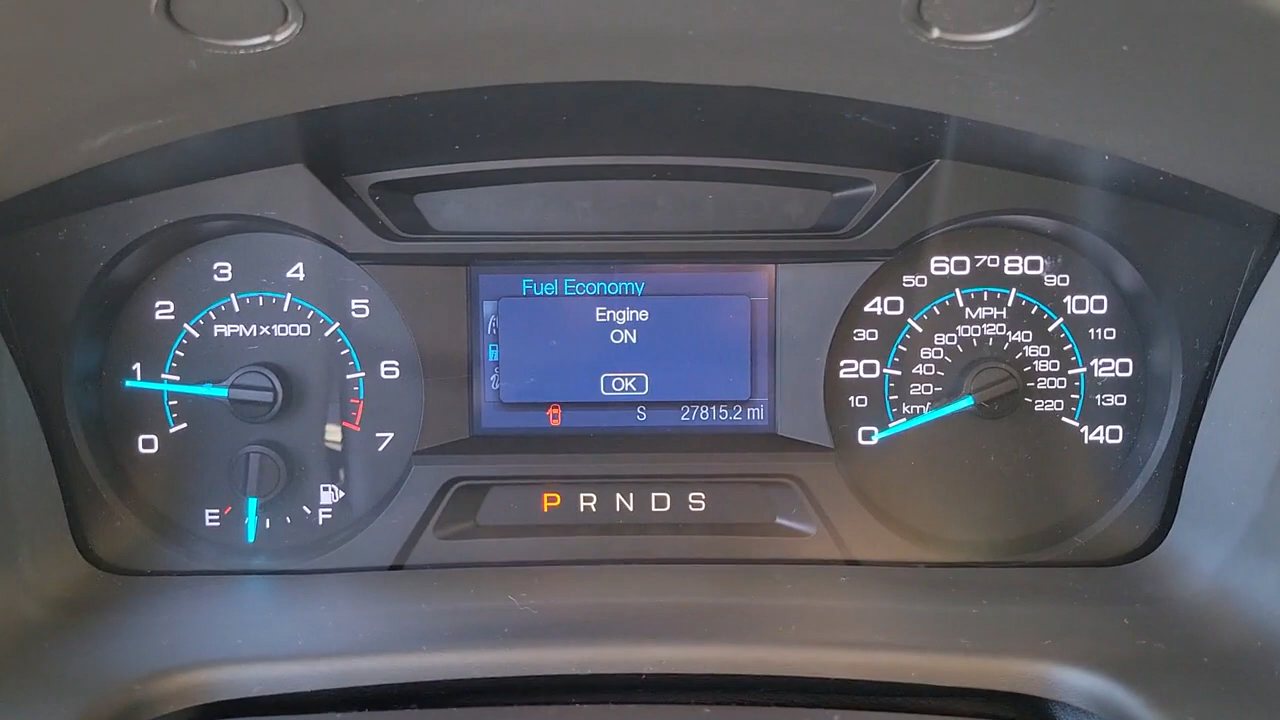 Fuel Economy
Engine
ON
OK
S 27815.2 mi
0 1 2 3 4 5 6 7
RPM×1000
E F
P R N D S
0 10 20 30 40 50 60 70 80 90 100 110 120 130 140
MPH
20 40 60 80 100 120 140 160 180 200 220
km/